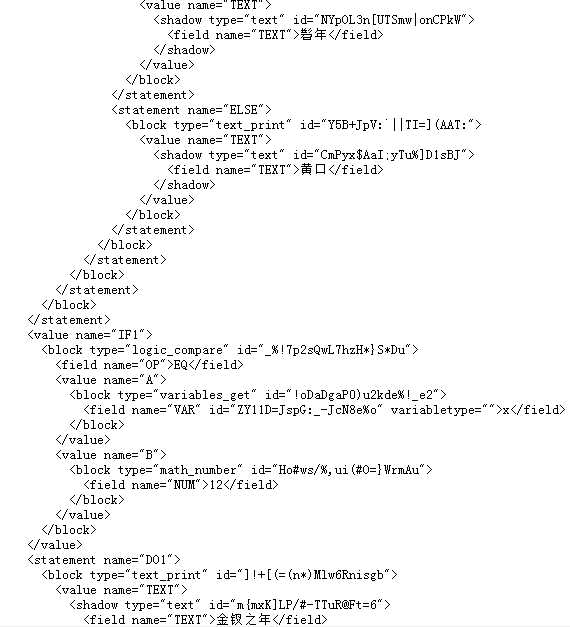 <value name="TEXT">
<shadow type="text" id="NYpOL3n[UTSmw|onCPkW">
<field name="TEXT">髫年</field>
</shadow>
</value>
</block>
</statement>
<statement name="ELSE">
<block type="text_print" id="Y5B+JpV:`||TI=](AAT:">
<value name="TEXT">
<shadow type="text" id="CmPyx$AaI;yTu%]D1sBJ">
<field name="TEXT">黄口</field>
</shadow>
</value>
</block>
</statement>
</block>
</statement>
</block>
</statement>
</block>
</statement>
<value name="IF1">
<block type="logic_compare" id="_%!7p2sQwL7hzH*}S*Du">
<field name="OP">EQ</field>
<value name="A">
<block type="variables_get" id="!oDaDgaPO)u2kde%!_e2">
<field name="VAR" id="ZY11D=JspG:_-JcN8e%o" variabletype="">x</field>
</block>
</value>
<value name="B">
<block type="math_number" id="Ho#ws/%,ui(#O=}WrmAu">
<field name="NUM">12</field>
</block>
</value>
</block>
</value>
<statement name="DO1">
<block type="text_print" id="]!+[(=(n*)Mlw6Rnisgb">
<value name="TEXT">
<shadow type="text" id="m{mxK]LP/#-TTuR@Ft=6">
<field name="TEXT">金钗之年</field>